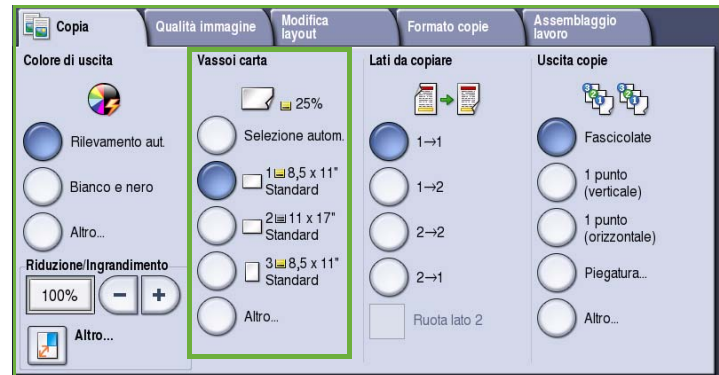 Copia
Qualità immagine
Modifica
layout
Formato copie
Assemblaggio
lavoro
Colore di uscita
Rilevamento aut.
Bianco e nero
Altro...
Riduzione/Ingrandimento
100%
Altro...
Vassoi carta
25%
Selezione autom.
1 8,5 x 11"
Standard
2 11 x 17"
Standard
3 8,5 x 11"
Standard
Altro...
Lati da copiare
1→1
1→2
2→2
2→1
Ruota lato 2
Uscita copie
Fascicolate
1 punto
(verticale)
1 punto
(orizzontale)
Piegatura...
Altro...